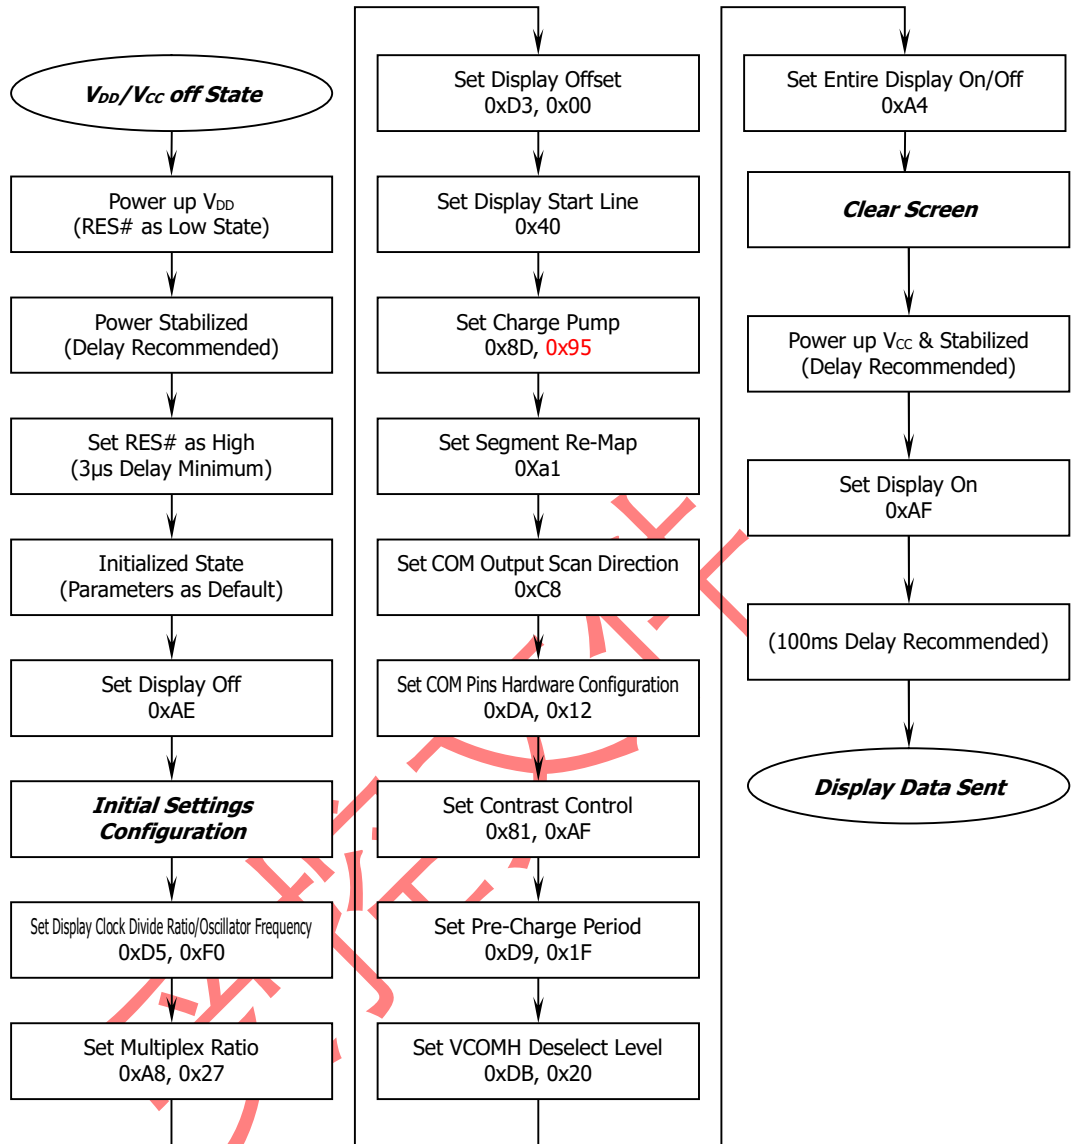 VDD/VCC off State
Power up VDD
(RES# as Low State)
Power Stabilized
(Delay Recommended)
Set RES# as High
(3μs Delay Minimum)
Initialized State
(Parameters as Default)
Set Display Off
0xAE
Initial Settings
Configuration
Set Display Clock Divide Ratio/Oscillator Frequency
0xD5, 0xF0
Set Multiplex Ratio
0xA8, 0x27
Set Display Offset
0xD3, 0x00
Set Display Start Line
0x40
Set Charge Pump
0x8D, 0x95
Set Segment Re-Map
0Xa1
Set COM Output Scan Direction
0xC8
Set COM Pins Hardware Configuration
0xDA, 0x12
Set Contrast Control
0x81, 0xAF
Set Pre-Charge Period
0xD9, 0x1F
Set VCOMH Deselect Level
0xDB, 0x20
Set Entire Display On/Off
0xA4
Clear Screen
Power up VCC & Stabilized
(Delay Recommended)
Set Display On
0xAF
(100ms Delay Recommended)
Display Data Sent